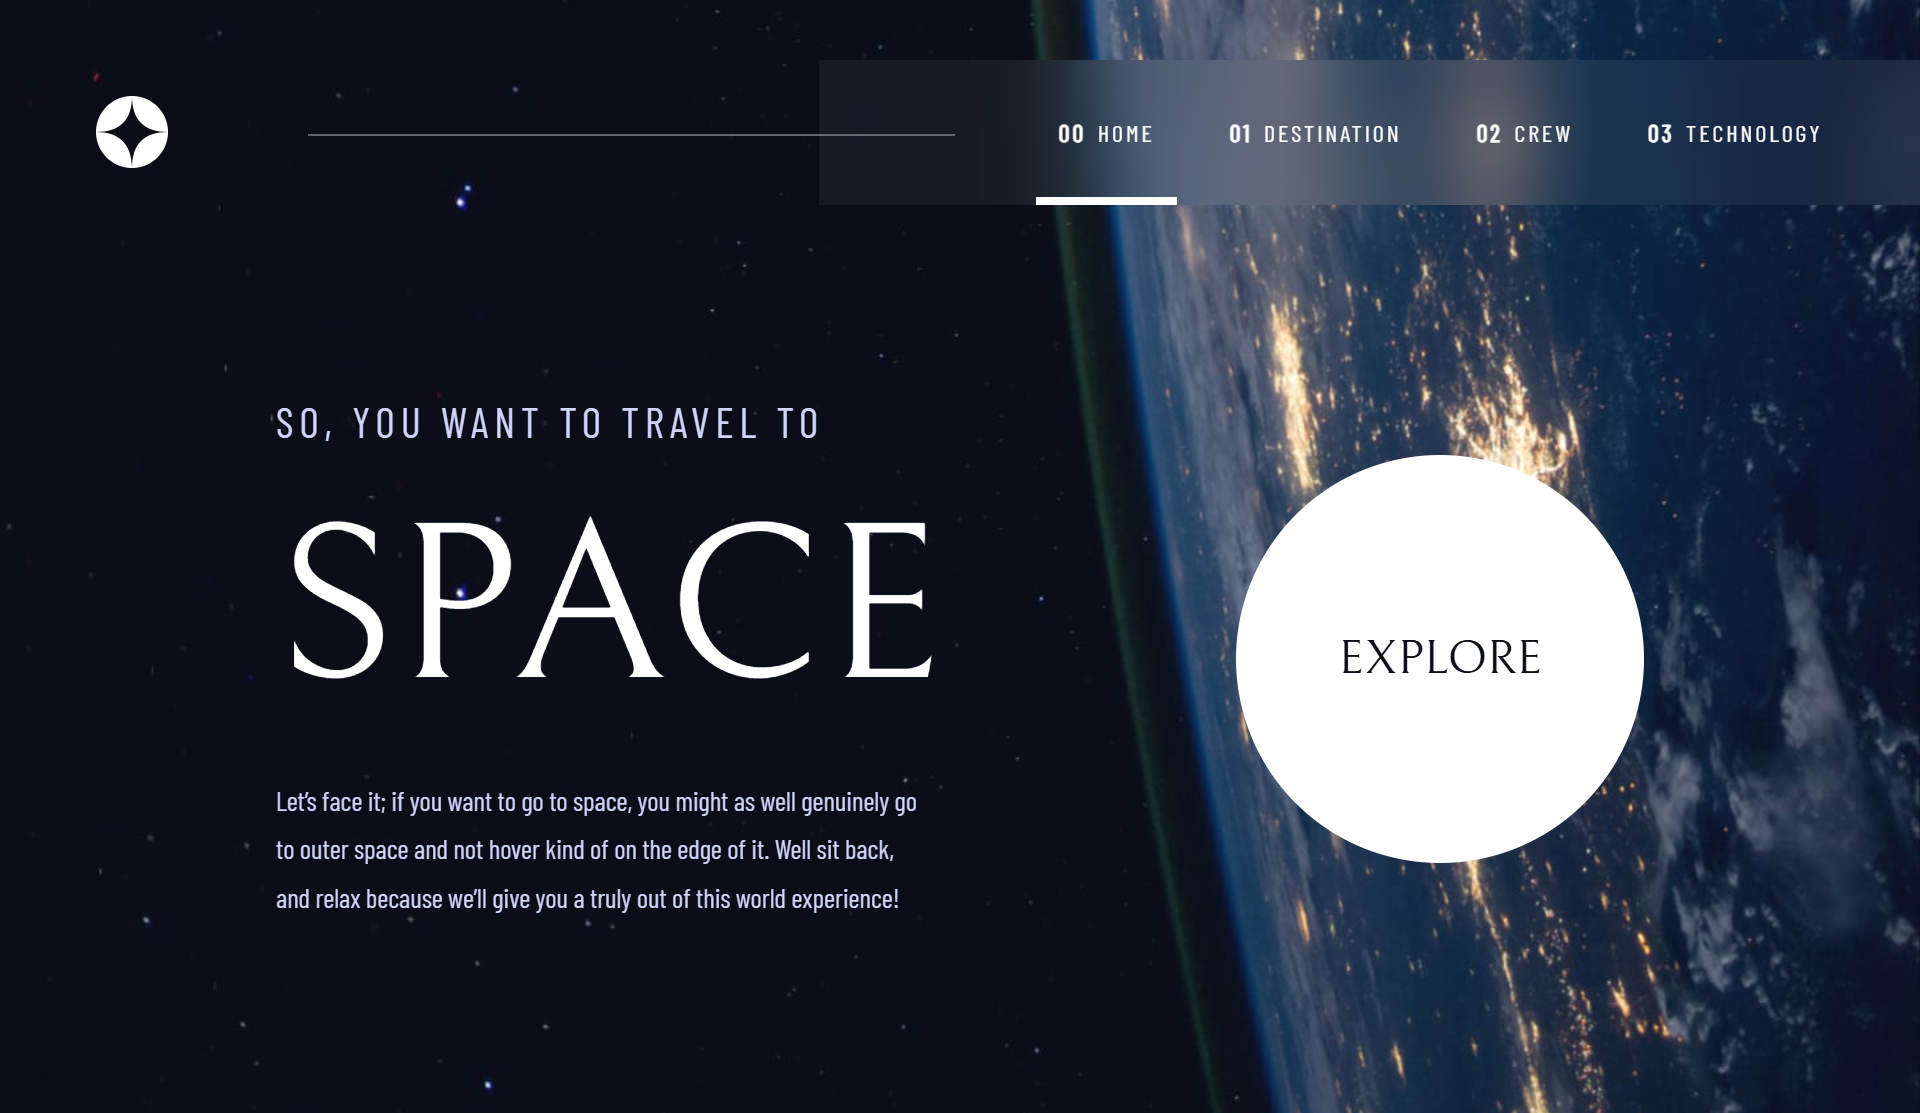 00 HOME 01 DESTINATION 02 CREW 03 TECHNOLOGY
SO, YOU WANT TO TRAVEL TO
SPACE
Let’s face it; if you want to go to space, you might as well genuinely go
to outer space and not hover kind of on the edge of it. Well sit back,
and relax because we’ll give you a truly out of this world experience!
EXPLORE